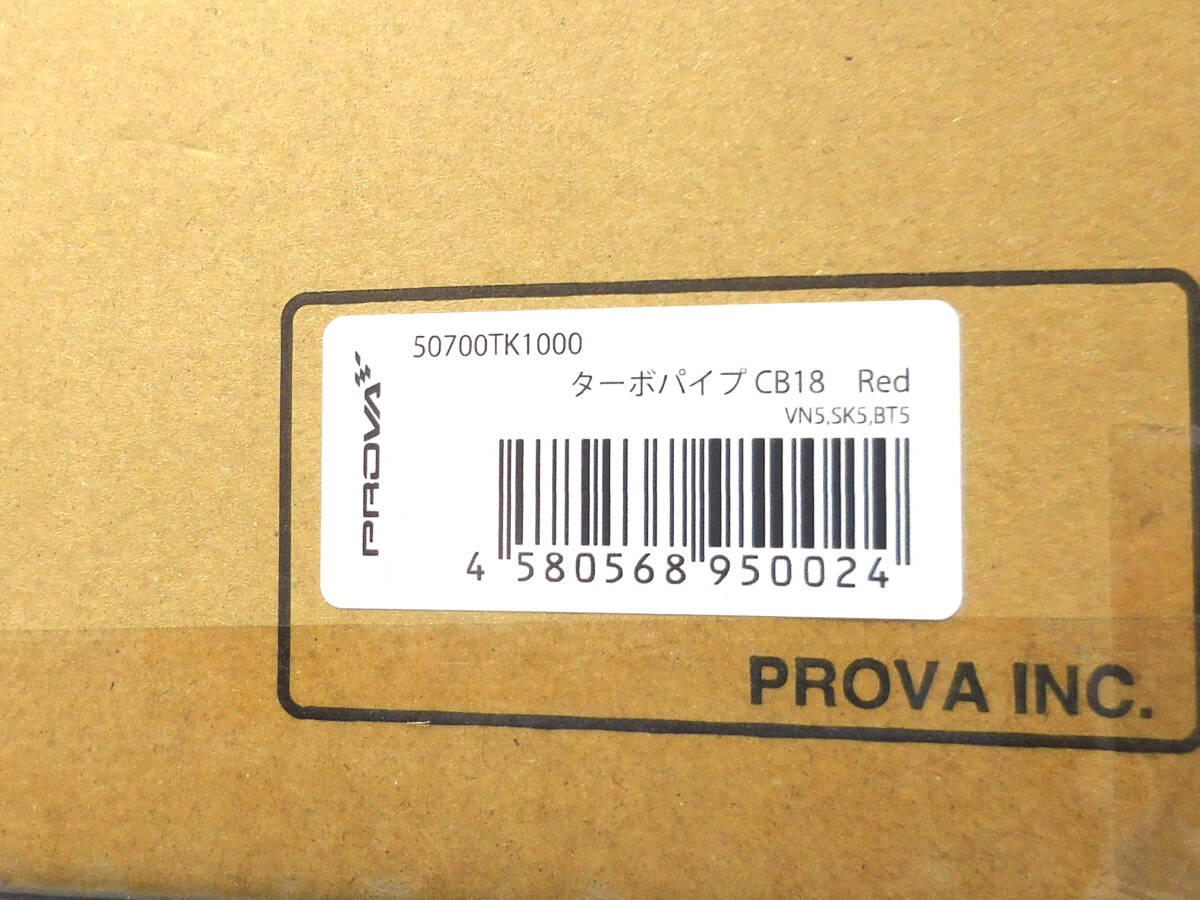 50700TK1000
ターボパイプ CB18 Red
VN5,SK5,BT5
PROVA
4 580568 950024
PROVA INC.